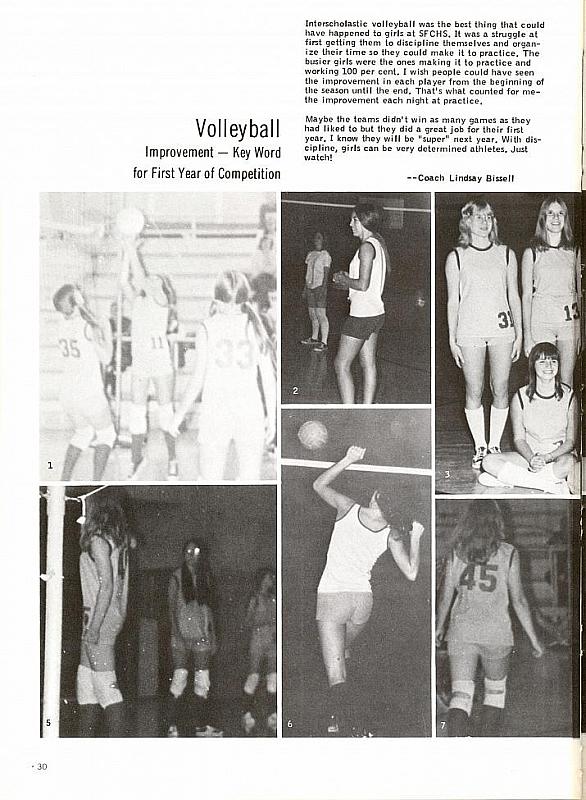 Interscholastic volleyball was the best thing that could
have happened to girls at SFCHS. It was a struggle at
first getting them to discipline themselves and organ-
ize their time so they could make it to practice. The
busier girls were the ones making it to practice and
working 100 per cent. I wish people could have seen
the improvement in each player from the beginning of
the season until the end. That's what counted for me--
the improvement each night at practice.
Maybe the teams didn't win as many games as they
had liked to but they did a great job for their first
year. I know they will be "super" next year. With dis-
cipline, girls can be very determined athletes. Just
watch!
--Coach Lindsay Bissell
Volleyball
Improvement — Key Word
for First Year of Competition
35
11
33
1
2
31
13
3
5
6
45
7
30